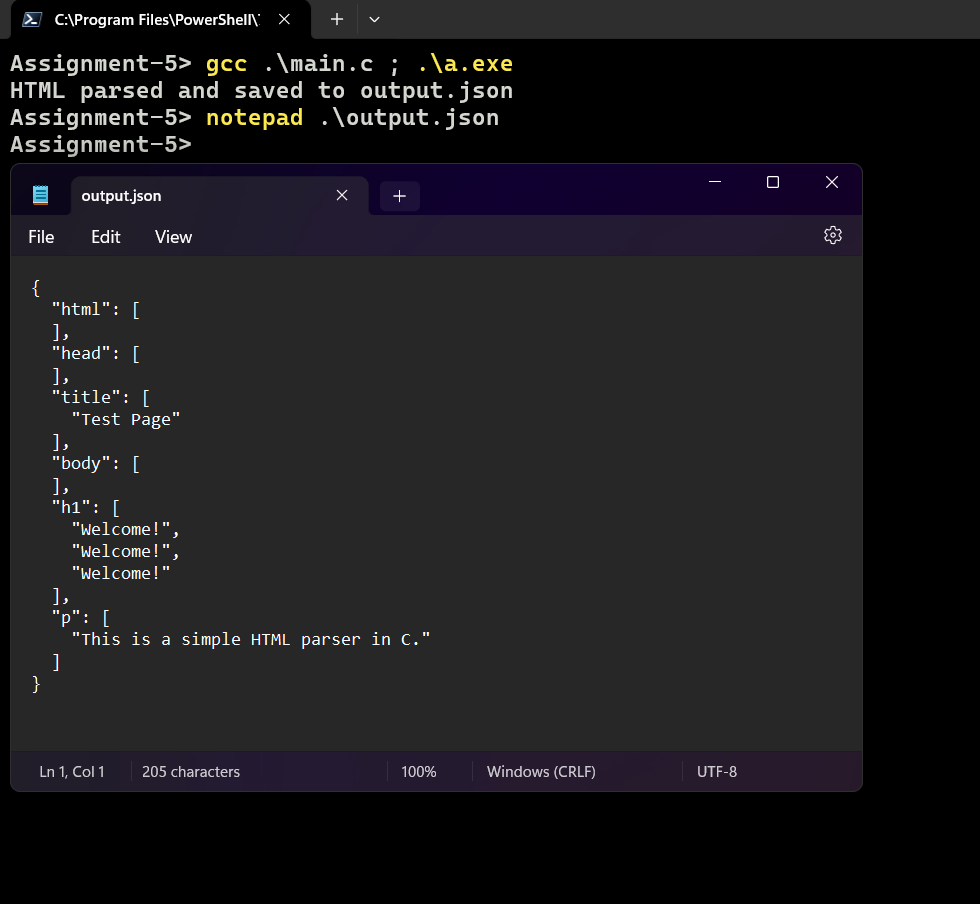 C:\Program Files\PowerShell\
Assignment-5> gcc .\main.c ; .\a.exe
HTML parsed and saved to output.json
Assignment-5> notepad .\output.json
Assignment-5>
output.json
File Edit View
{
  "html": [
  ],
  "head": [
  ],
  "title": [
    "Test Page"
  ],
  "body": [
  ],
  "h1": [
    "Welcome!",
    "Welcome!",
    "Welcome!"
  ],
  "p": [
    "This is a simple HTML parser in C."
  ]
}
Ln 1, Col 1 205 characters 100% Windows (CRLF) UTF-8